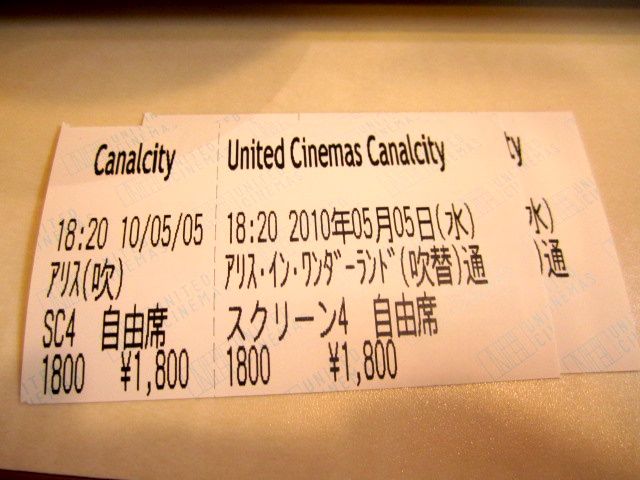 Canalcity
18:20 10/05/05
ｱﾘｽ(吹)
SC4 自由席
1800 ¥1,800
United Cinemas Canalcity
18:20 2010年05月05日(水)
ｱﾘｽ･ｲﾝ･ﾜﾝﾀﾞｰﾗﾝﾄﾞ(吹替)通
スクリーン4 自由席
1800 ¥1,800
ty
水)
)通